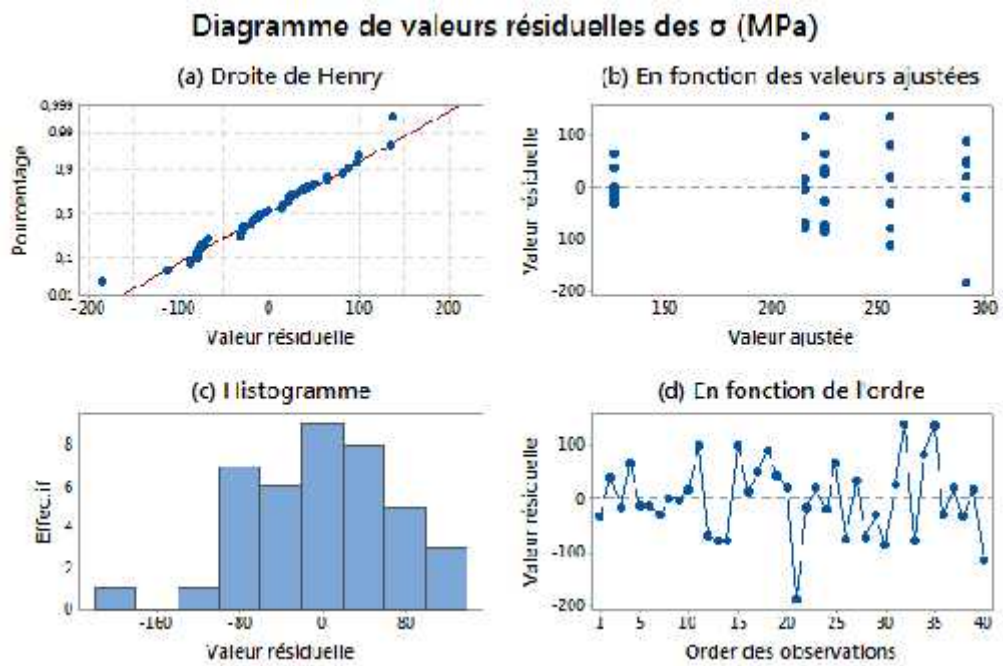 Diagramme de valeurs résiduelles des σ (MPa)
(a) Droite de Henry
(b) En fonction des valeurs ajustées
0,999
0,99
0,9
0,5
0,1
0.01
Pourcentage
-200 -100 0 100 200
Valeur résiduelle
100
0
100
-200
Valeur résiduelle
150 200 250 300
Valeur ajustée
(c) Histogramme
(d) En fonction de l'ordre
8
6
4
2
0
-160 -80 0 80
Valeur résiduelle
100
0
-100
-200
Valeur résiduelle
1 5 10 15 20 25 30 35 40
Order des observations